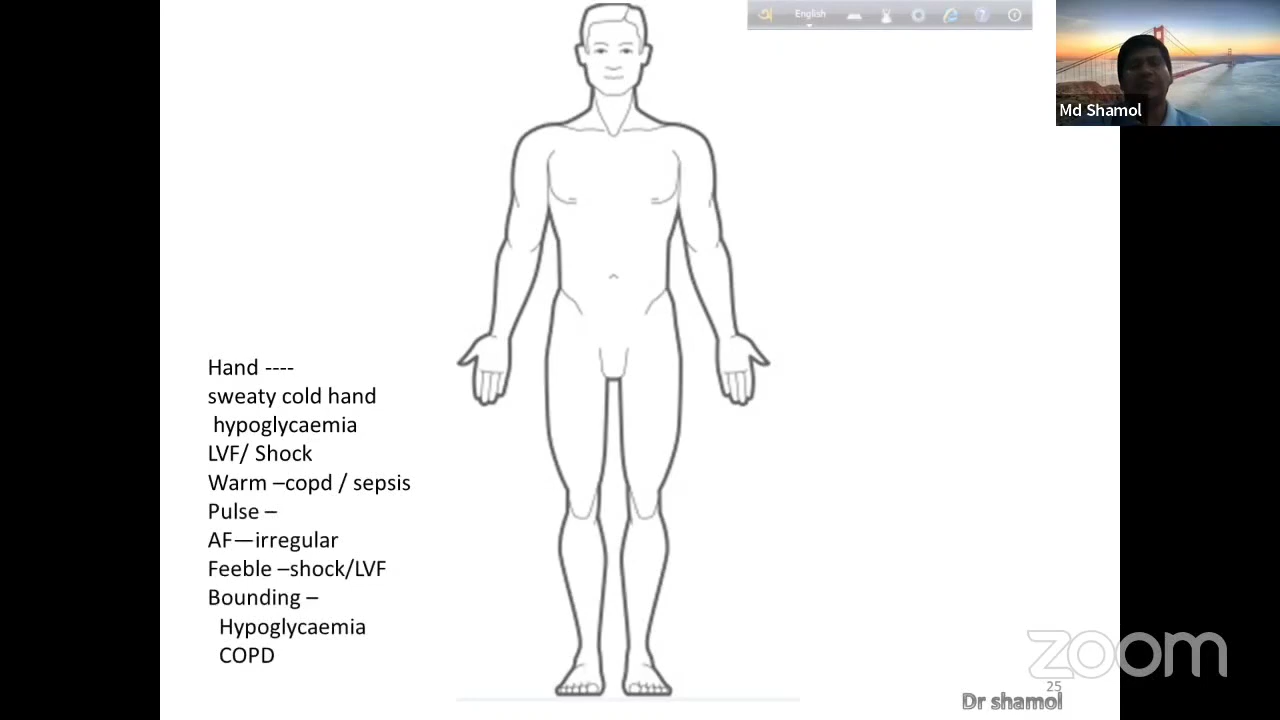 English
Md Shamol
Hand ----
sweaty cold hand
hypoglycaemia
LVF/ Shock
Warm –copd / sepsis
Pulse –
AF—irregular
Feeble –shock/LVF
Bounding –
Hypoglycaemia
COPD
zoom
25
Dr shamol